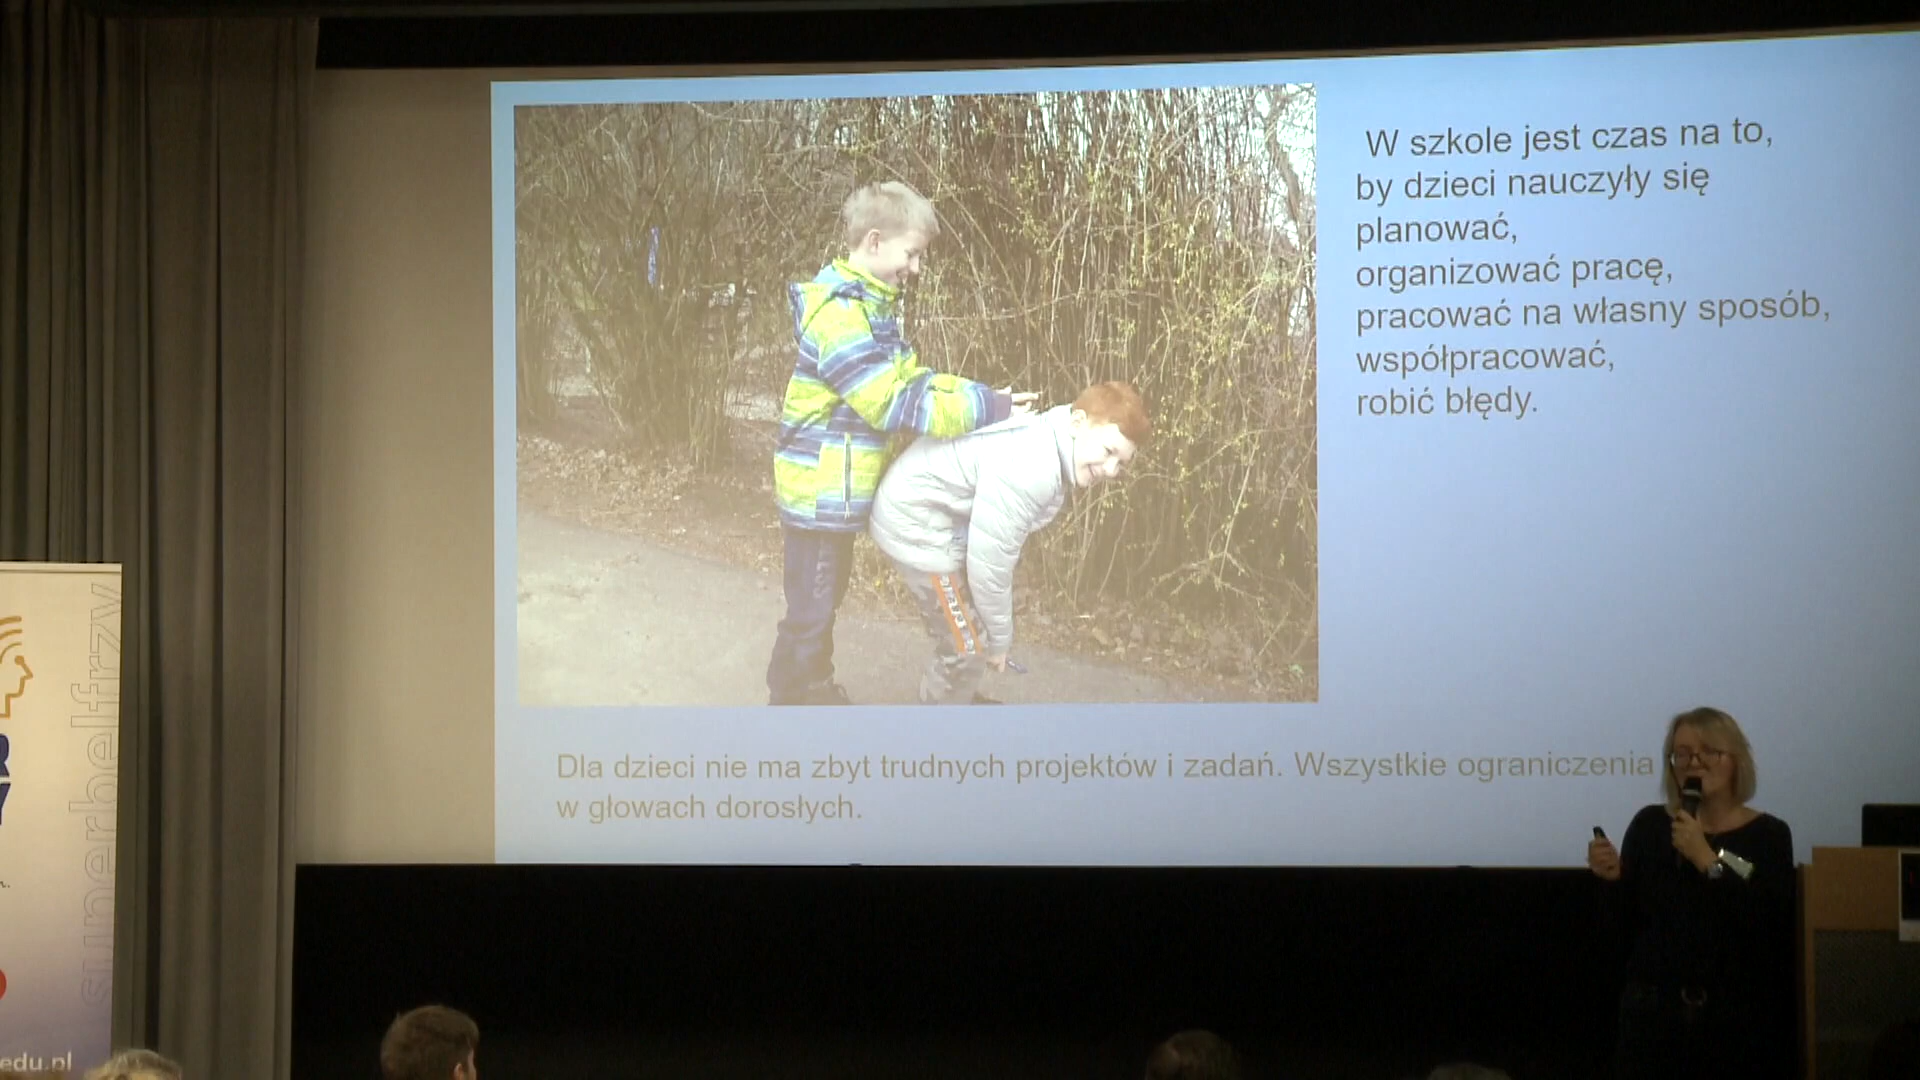 W szkole jest czas na to,
by dzieci nauczyły się
planować,
organizować pracę,
pracować na własny sposób,
współpracować,
robić błędy.
Dla dzieci nie ma zbyt trudnych projektów i zadań. Wszystkie ograniczenia
w głowach dorosłych.
superbelfrzy
R
Y
edu.pl